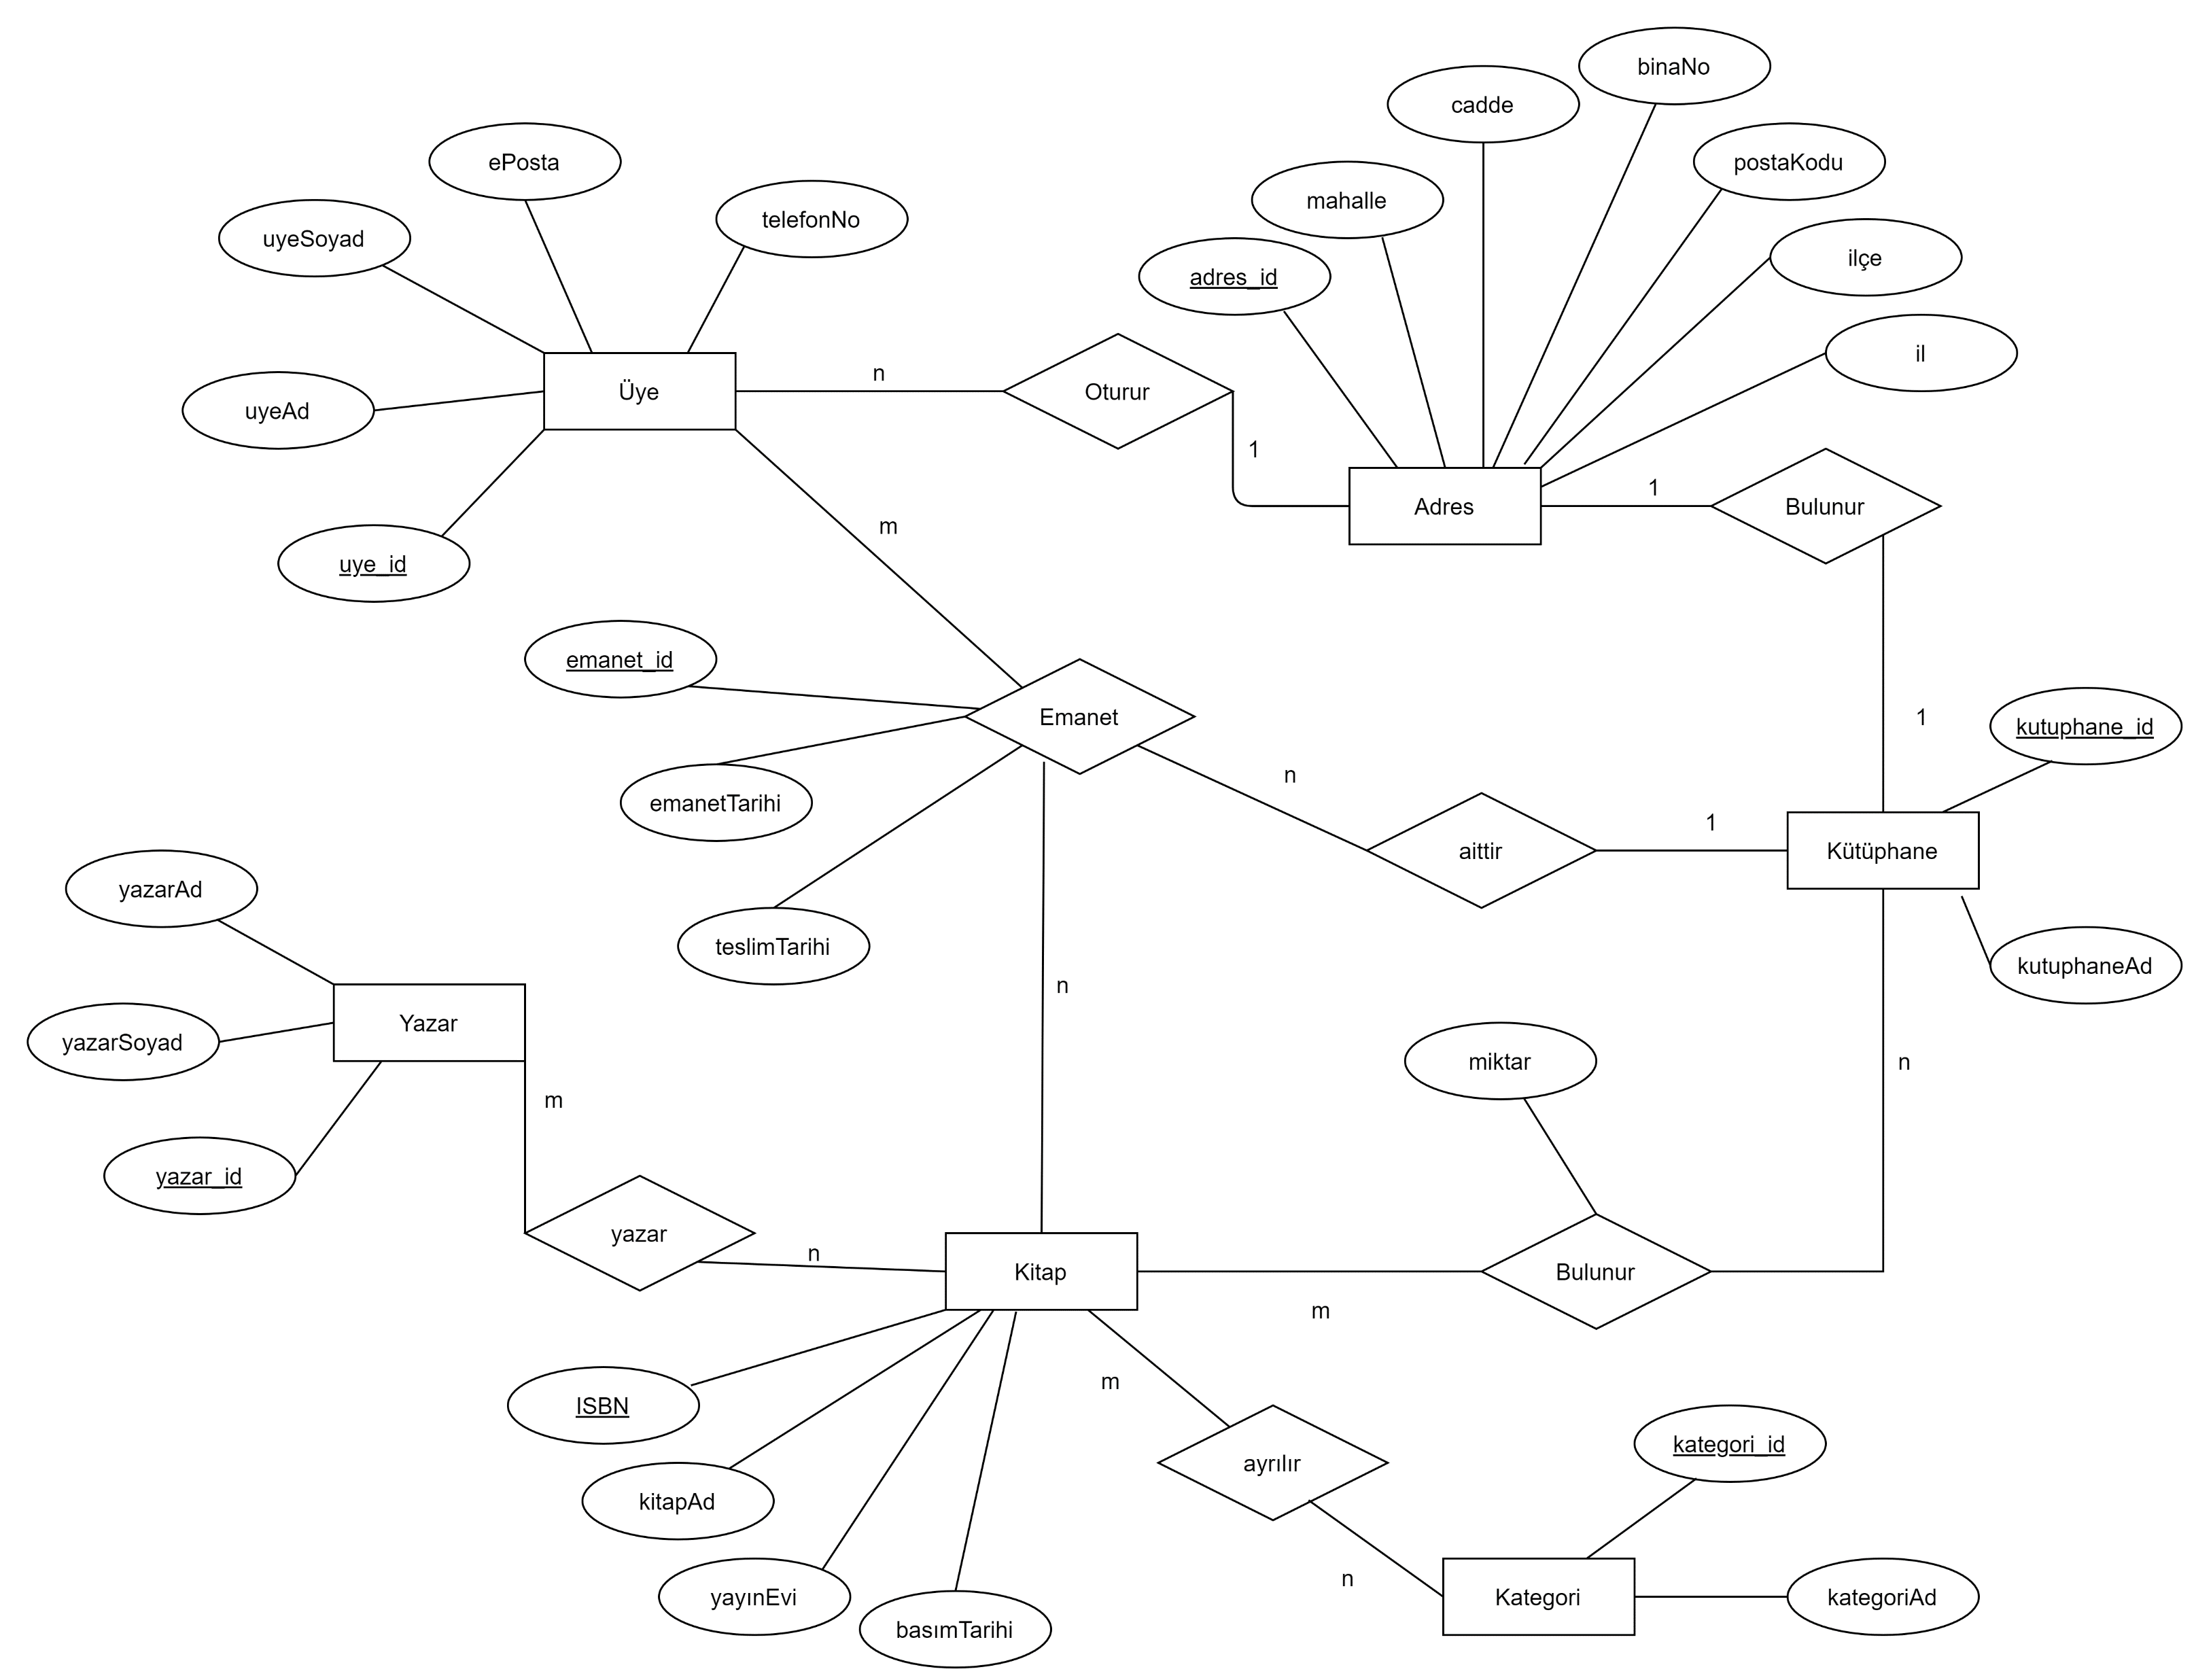 binaNo
cadde
ePosta
postaKodu
mahalle
telefonNo
uyeSoyad
ilçe
adres_id
il
n
Üye
Oturur
uyeAd
1
1
Adres
Bulunur
m
uye_id
emanet_id
Emanet
1
kutuphane_id
n
emanetTarihi
1
aittir
Kütüphane
yazarAd
teslimTarihi
kutuphaneAd
n
Yazar
yazarSoyad
miktar
n
m
yazar_id
yazar
n
Kitap
Bulunur
m
m
ISBN
kategori_id
ayrılır
kitapAd
n
yayınEvi
Kategori
kategoriAd
basımTarihi